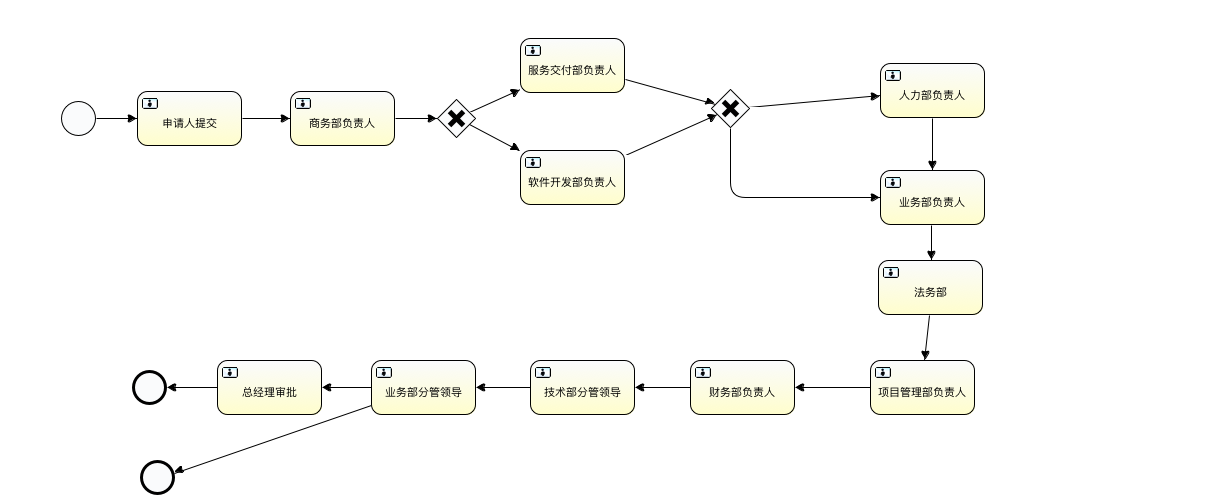 申请人提交
商务部负责人
服务交付部负责人
软件开发部负责人
人力部负责人
业务部负责人
法务部
项目管理部负责人
财务部负责人
技术部分管领导
业务部分管领导
总经理审批